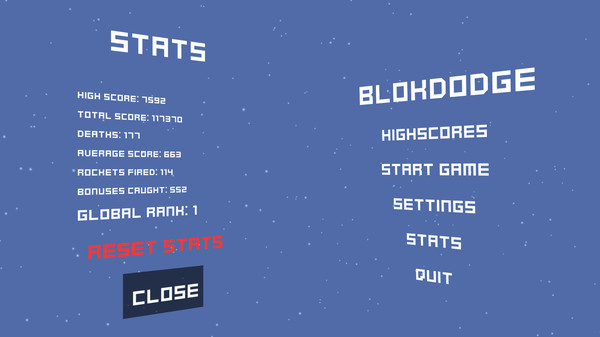 STATS
HIGH SCORE: 7592
TOTAL SCORE: 117370
DEATHS: 177
AVERAGE SCORE: 663
ROCKETS FIRED: 114
BONUSES CAUGHT: 552
GLOBAL RANK: 1
RESET STATS
CLOSE
BLOKDODGE
HIGHSCORES
START GAME
SETTINGS
STATS
QUIT